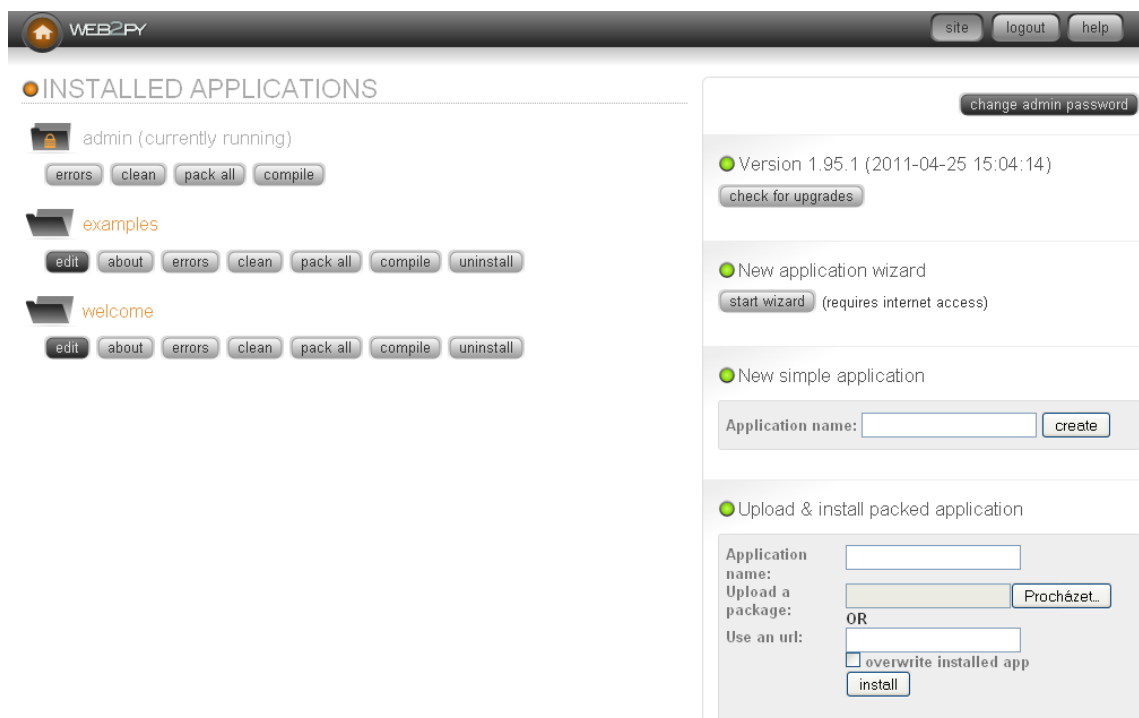 WEB2PY
site logout help
INSTALLED APPLICATIONS
admin (currently running)
errors clean pack all compile
examples
edit about errors clean pack all compile uninstall
welcome
edit about errors clean pack all compile uninstall
change admin password
Version 1.95.1 (2011-04-25 15:04:14)
check for upgrades
New application wizard
start wizard (requires internet access)
New simple application
Application name: create
Upload & install packed application
Application
name:
Upload a
package: Procházet...
OR
Use an url:
overwrite installed app
install